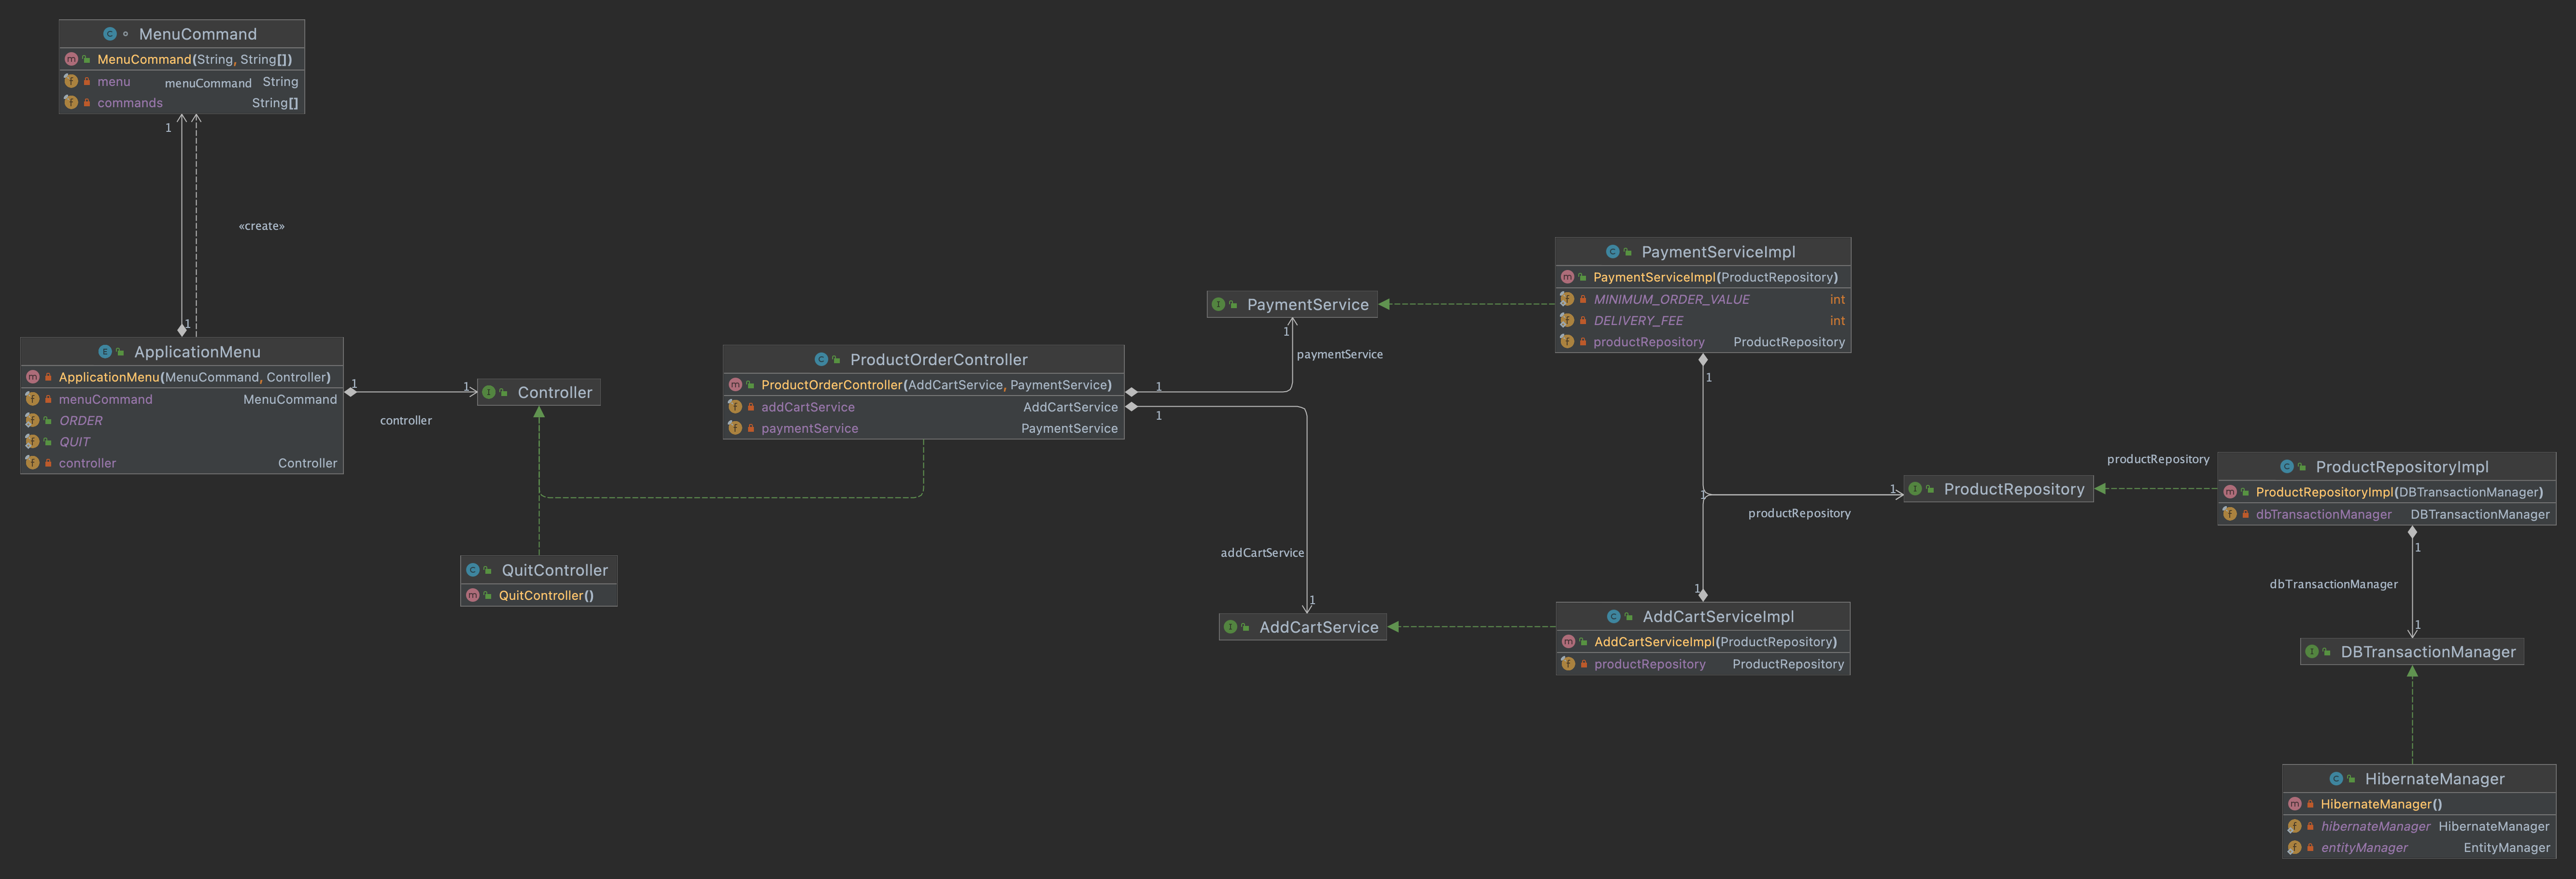 MenuCommand
MenuCommand(String, String[])
menu String
menuCommand
commands String[]
1
«create»
1
ApplicationMenu
ApplicationMenu(MenuCommand, Controller)
menuCommand MenuCommand
ORDER
QUIT
controller Controller
1 1
controller
Controller
QuitController
QuitController()
ProductOrderController
ProductOrderController(AddCartService, PaymentService)
addCartService AddCartService
paymentService PaymentService
1
1
PaymentService
1
paymentService
addCartService
1
AddCartService
PaymentServiceImpl
PaymentServiceImpl(ProductRepository)
MINIMUM_ORDER_VALUE int
DELIVERY_FEE int
productRepository ProductRepository
1
1 1
productRepository
1
AddCartServiceImpl
AddCartServiceImpl(ProductRepository)
productRepository ProductRepository
ProductRepository
productRepository
ProductRepositoryImpl
ProductRepositoryImpl(DBTransactionManager)
dbTransactionManager DBTransactionManager
1
dbTransactionManager
1
DBTransactionManager
HibernateManager
HibernateManager()
hibernateManager HibernateManager
entityManager EntityManager